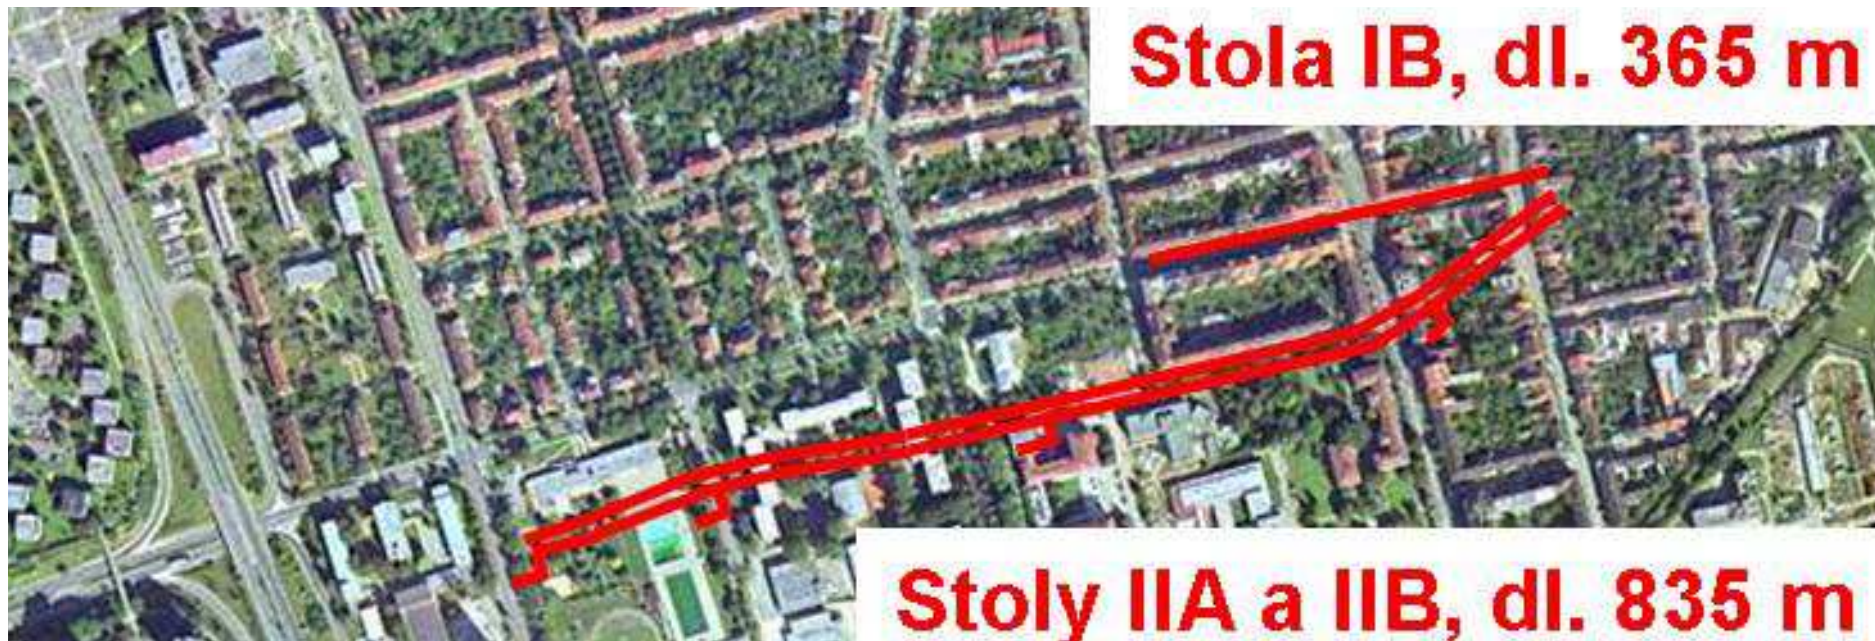 Stola IB, dl. 365 m
Stoly IIA a IIB, dl. 835 m